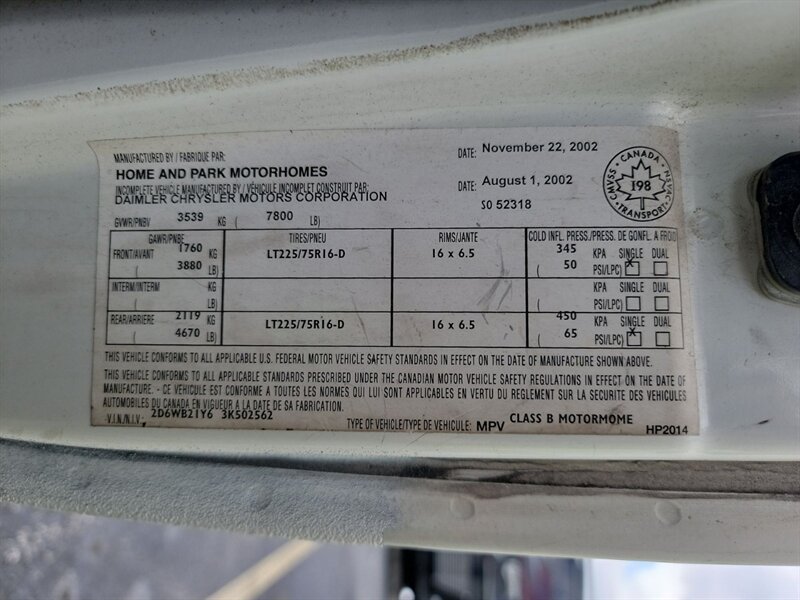 MANUFACTURED BY / FABRIQUE PAR:
HOME AND PARK MOTORHOMES
DATE: November 22, 2002
INCOMPLETE VEHICLE MANUFACTURED BY / VÉHICULE INCOMPLET CONSTRUIT PAR:
DAIMLER CHRYSLER MOTORS CORPORATION
DATE: August 1, 2002
SO 52318
CANADA
CMVSS 198 NSVAC
TRANSPORT
GVWR/PNBV 3539 KG ( 7800 LB)
GAWR/PNBE TIRES/PNEU RIMS/JANTE COLD INFL. PRESS./PRESS. DE GONFL. A FROID
FRONT/AVANT 1760 KG LT225/75R16-D 16 x 6.5 345 KPA SINGLE DUAL
( 3880 LB) ( 50 PSI/LPC) X
INTERM/INTERM KG KPA SINGLE DUAL
( LB) ( PSI/LPC)
REAR/ARRIERE 2119 KG LT225/75R16-D 16 x 6.5 450 KPA SINGLE DUAL
( 4670 LB) ( 65 PSI/LPC) X
THIS VEHICLE CONFORMS TO ALL APPLICABLE U.S. FEDERAL MOTOR VEHICLE SAFETY STANDARDS IN EFFECT ON THE DATE OF MANUFACTURE SHOWN ABOVE.
THIS VEHICLE CONFORMS TO ALL APPLICABLE STANDARDS PRESCRIBED UNDER THE CANADIAN MOTOR VEHICLE SAFETY REGULATIONS IN EFFECT ON THE DATE OF
MANUFACTURE. - CE VÉHICULE EST CONFORME A TOUTES LES NORMES QUI LUI SONT APPLICABLES EN VERTU DU RÈGLEMENT SUR LA SÉCURITÉ DES VÉHICULES
AUTOMOBILES DU CANADA EN VIGUEUR A LA DATE DE SA FABRICATION.
V.I.N./N.I.V.: 2D6WB21Y6 3K502562 TYPE OF VEHICLE/TYPE DE VÉHICULE: MPV CLASS B MOTORMOME
HP2014